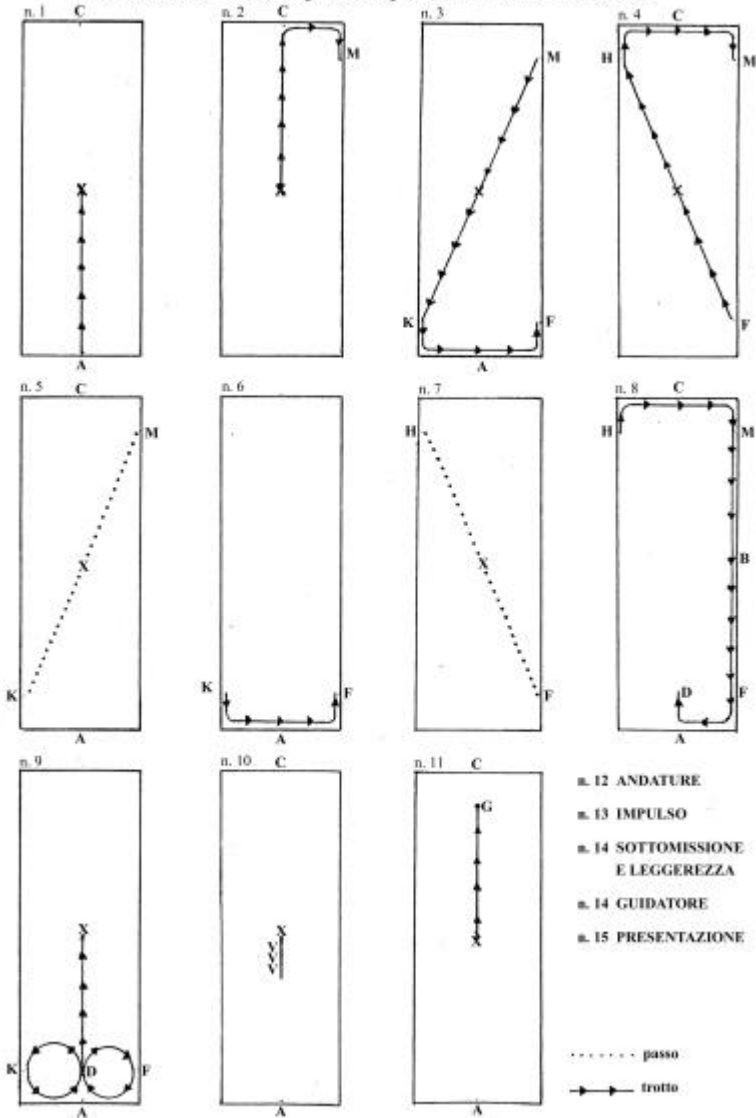 n. 1 C n. 2 C n. 3 n. 4 C
M M H M
X X X X
K F F
A A
n. 5 C n. 6 n. 7 n. 8 C
M H H M
X X B
K K F F D F
A A A
n. 9 n. 10 C n. 11 C
G
X X X
K D F
A A
n. 12 ANDATURE
n. 13 IMPULSO
n. 14 SOTTOMISSIONE
E LEGGEREZZA
n. 14 GUIDATORE
n. 15 PRESENTAZIONE
passo
trotto